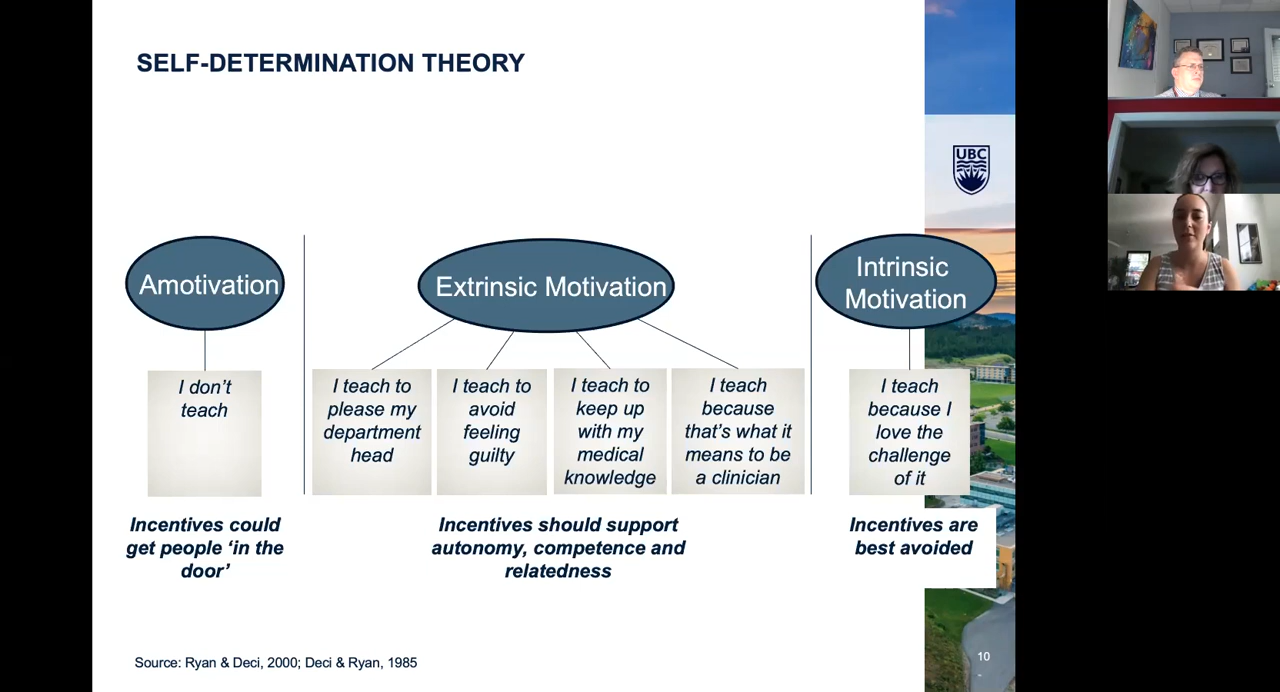 SELF-DETERMINATION THEORY
UBC
Amotivation
Extrinsic Motivation
Intrinsic
Motivation
I don’t
teach
I teach to
please my
department
head
I teach to
avoid
feeling
guilty
I teach to
keep up
with my
medical
knowledge
I teach
because
that’s what it
means to be
a clinician
I teach
because I
love the
challenge
of it
Incentives could
get people ‘in the
door’
Incentives should support
autonomy, competence and
relatedness
Incentives are
best avoided
Source: Ryan & Deci, 2000; Deci & Ryan, 1985
10